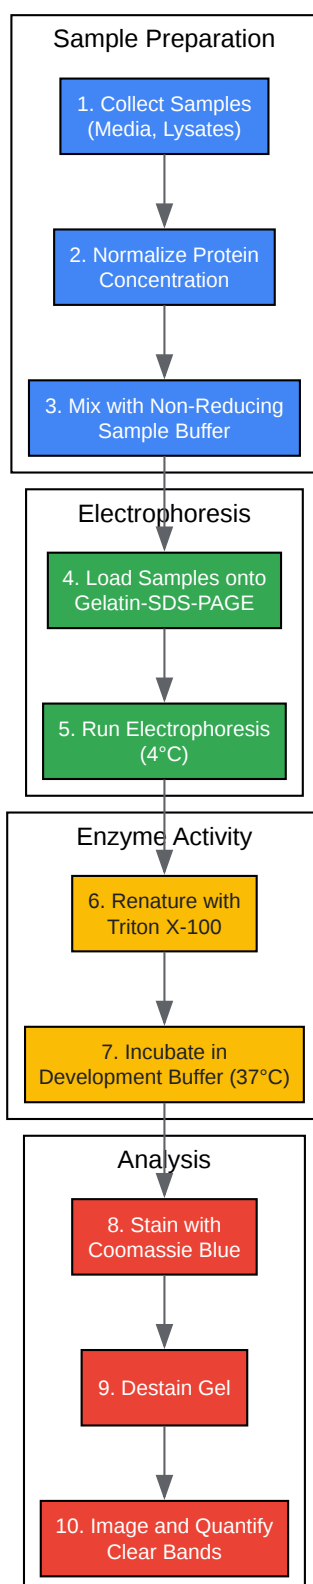 Sample Preparation
1. Collect Samples
(Media, Lysates)
2. Normalize Protein
Concentration
3. Mix with Non-Reducing
Sample Buffer
Electrophoresis
4. Load Samples onto
Gelatin-SDS-PAGE
5. Run Electrophoresis
(4°C)
Enzyme Activity
6. Renature with
Triton X-100
7. Incubate in
Development Buffer (37°C)
Analysis
8. Stain with
Coomassie Blue
9. Destain Gel
10. Image and Quantify
Clear Bands